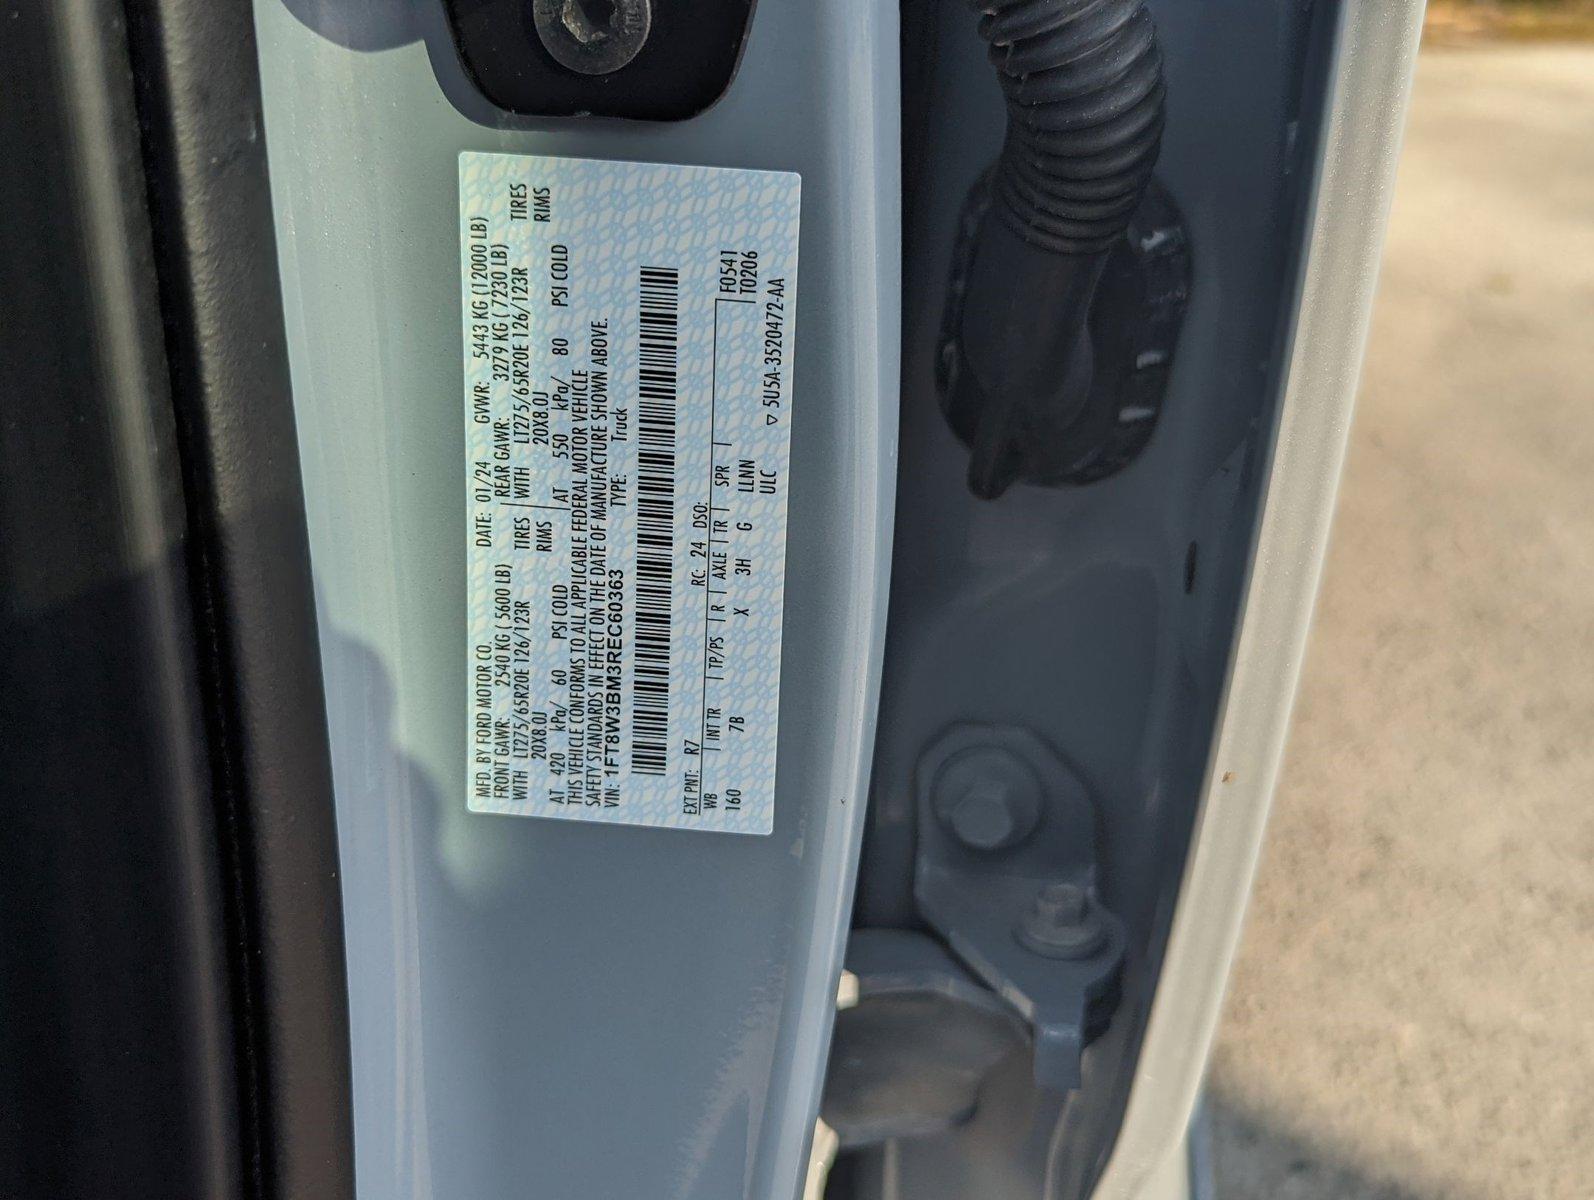 MFD. BY FORD MOTOR CO. DATE: 01/24 GVWR: 5443 KG (12000 LB)
FRONT GAWR: 2540 KG ( 5600 LB) REAR GAWR: 3279 KG ( 7230 LB)
WITH LT275/65R20E 126/123R TIRES WITH LT275/65R20E 126/123R TIRES
20X8.0J RIMS 20X8.0J RIMS
AT 420 kPa/ 60 PSI COLD AT 550 kPa/ 80 PSI COLD
THIS VEHICLE CONFORMS TO ALL APPLICABLE FEDERAL MOTOR VEHICLE
SAFETY STANDARDS IN EFFECT ON THE DATE OF MANUFACTURE SHOWN ABOVE.
VIN: 1FT8W3BM3REC60363 TYPE: Truck
EXT PNT: R7 RC: 24 DSO:
WB INT TR TP/PS R AXLE TR SPR F0541
160 7B X 3H G LLNN T0206
ULC ▽ 5U5A-3520472-AA